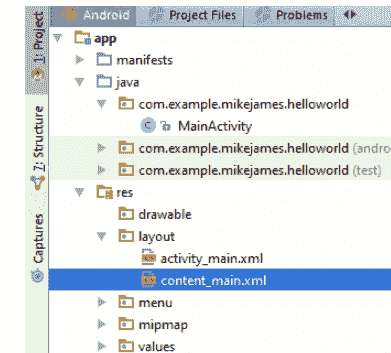 Android Project Files Problems
1: Project
7: Structure
Captures
app
manifests
java
com.example.mikejames.helloworld
MainActivity
com.example.mikejames.helloworld (andro
com.example.mikejames.helloworld (test)
res
drawable
layout
activity_main.xml
content_main.xml
menu
mipmap
values